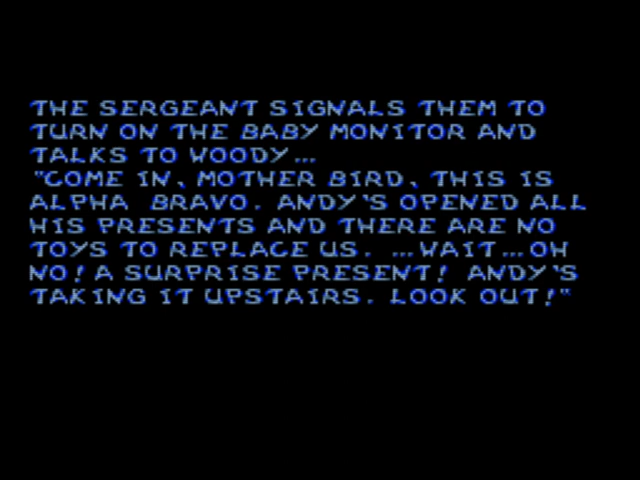 THE SERGEANT SIGNALS THEM TO
TURN ON THE BABY MONITOR AND
TALKS TO WOODY...
"COME IN, MOTHER BIRD, THIS IS
ALPHA BRAVO. ANDY'S OPENED ALL
HIS PRESENTS AND THERE ARE NO
TOYS TO REPLACE US. ...WAIT...OH
NO! A SURPRISE PRESENT! ANDY'S
TAKING IT UPSTAIRS. LOOK OUT!"